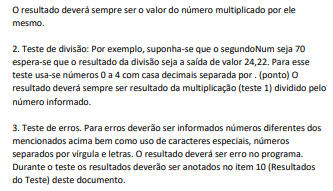 O resultado deverá sempre ser o valor do número multiplicado por ele
mesmo.
2. Teste de divisão: Por exemplo, suponha-se que o segundoNum seja 70
espera-se que o resultado da divisão seja a saída de valor 24,22. Para esse
teste usa-se números 0 a 4 com casa decimais separada por . (ponto) O
resultado deverá sempre ser resultado da multiplicação (teste 1) dividido pelo
número informado.
3. Teste de erros. Para erros deverão ser informados números diferentes dos
mencionados acima bem como uso de caracteres especiais, números
separados por vírgula e letras. O resultado deverá ser erro no programa.
Durante o teste os resultados deverão ser anotados no item 10 (Resultados
do Teste) deste documento.